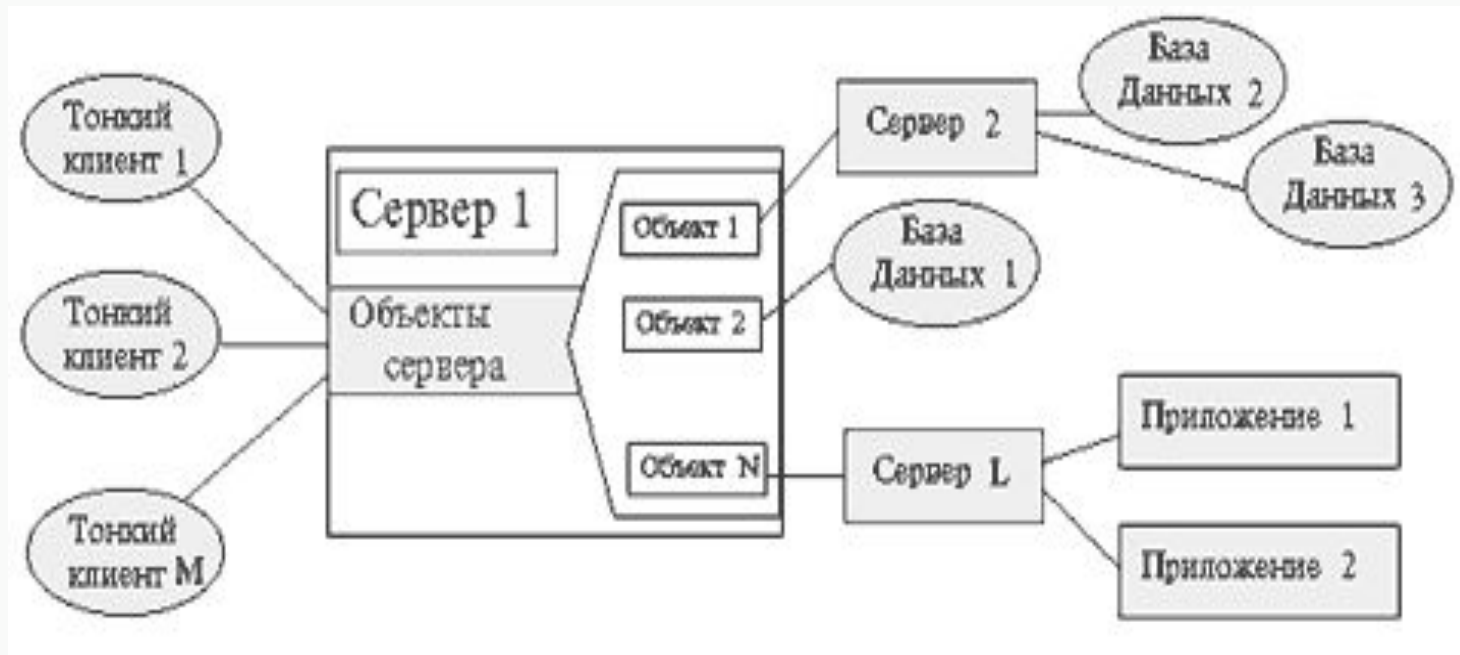 Тонкий
клиент 1
Тонкий
клиент 2
Тонкий
клиент M
Сервер 1
Объекты
сервера
Объект 1
Объект 2
Объект N
Сервер 2
База
Данных 2
База
Данных 3
База
Данных 1
Сервер L
Приложение 1
Приложение 2